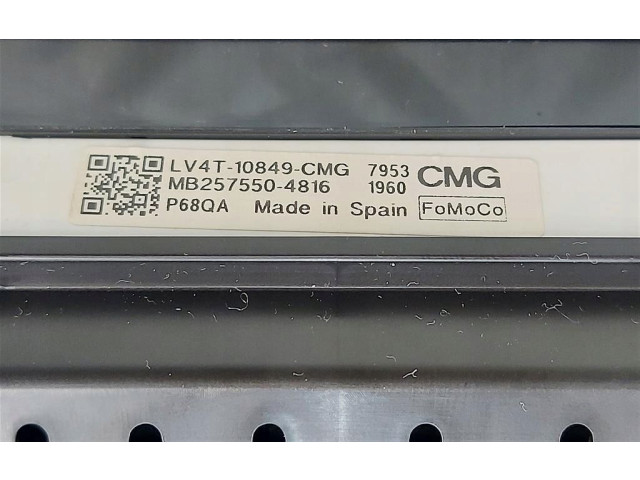 LV4T-10849-CMG 7953 CMG
MB257550-4816 1960
P68QA Made in Spain FoMoCo